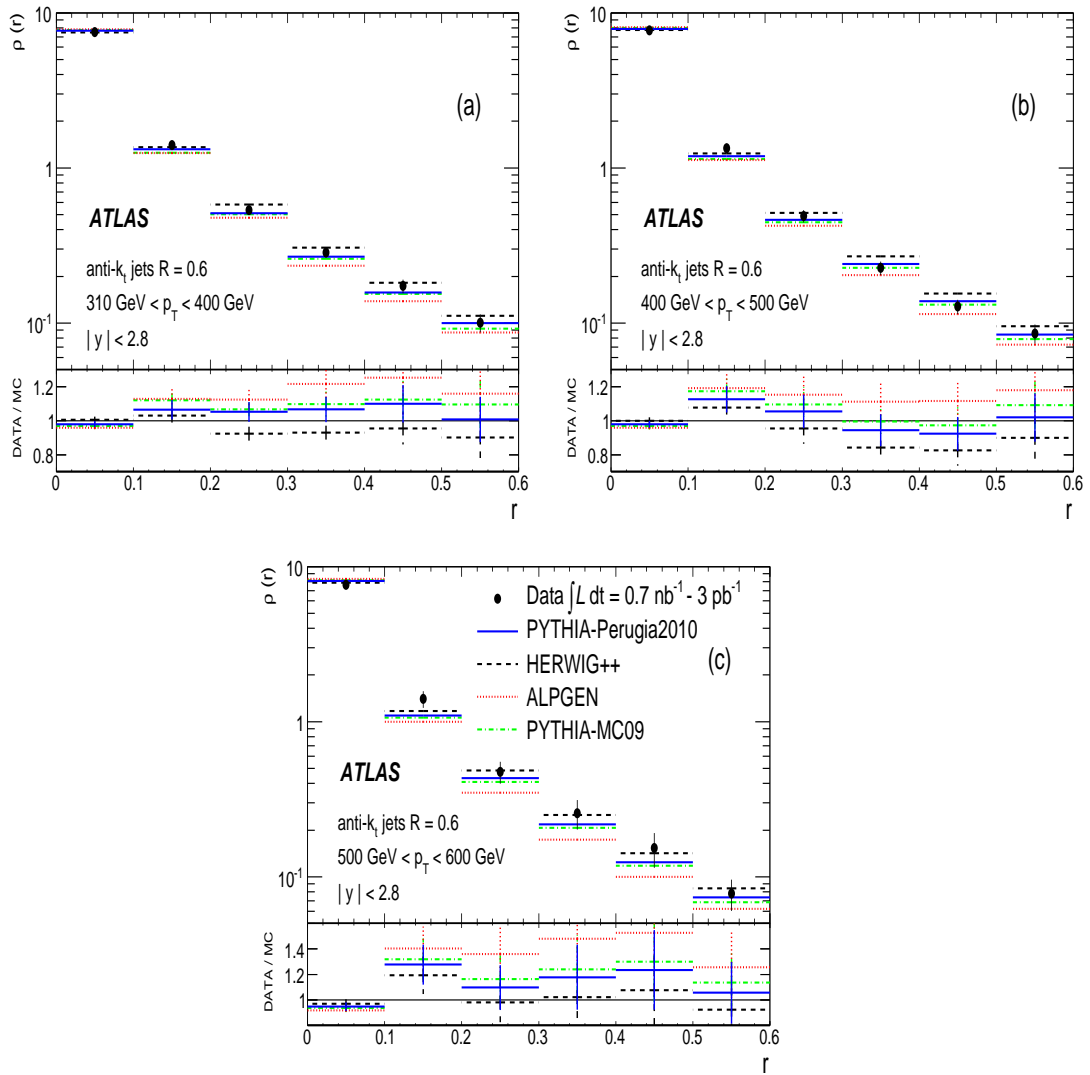 ρ (r)
10
1
10⁻¹
(a)
ATLAS
anti-kₜ jets R = 0.6
310 GeV < p_T < 400 GeV
| y | < 2.8
DATA / MC
1.2
1
0.8
0 0.1 0.2 0.3 0.4 0.5 0.6
r
ρ (r)
10
1
10⁻¹
(b)
ATLAS
anti-kₜ jets R = 0.6
400 GeV < p_T < 500 GeV
| y | < 2.8
DATA / MC
1.2
1
0.8
0 0.1 0.2 0.3 0.4 0.5 0.6
r
ρ (r)
10
1
10⁻¹
Data ∫L dt = 0.7 nb⁻¹ - 3 pb⁻¹
PYTHIA-Perugia2010
HERWIG++
(c)
ALPGEN
PYTHIA-MC09
ATLAS
anti-kₜ jets R = 0.6
500 GeV < p_T < 600 GeV
| y | < 2.8
DATA / MC
1.4
1.2
1
0 0.1 0.2 0.3 0.4 0.5 0.6
r